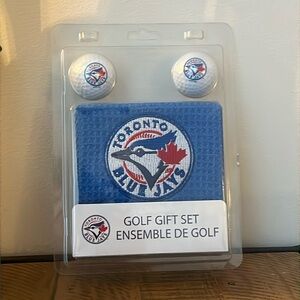 TORONTO
BLUE JAYS
GOLF GIFT SET
ENSEMBLE DE GOLF